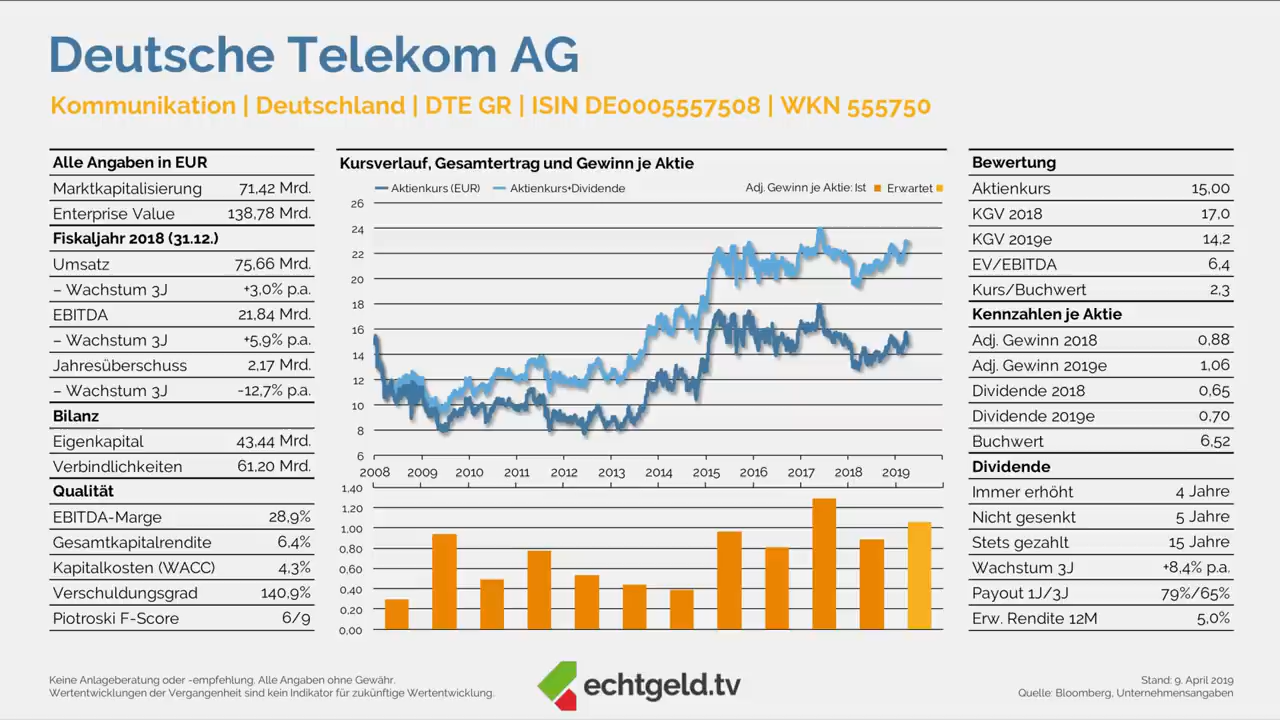 Deutsche Telekom AG
Kommunikation | Deutschland | DTE GR | ISIN DE0005557508 | WKN 555750
Alle Angaben in EUR
Marktkapitalisierung 71,42 Mrd.
Enterprise Value 138,78 Mrd.
Fiskaljahr 2018 (31.12.)
Umsatz 75,66 Mrd.
– Wachstum 3J +3,0% p.a.
EBITDA 21,84 Mrd.
– Wachstum 3J +5,9% p.a.
Jahresüberschuss 2,17 Mrd.
– Wachstum 3J -12,7% p.a.
Bilanz
Eigenkapital 43,44 Mrd.
Verbindlichkeiten 61,20 Mrd.
Qualität
EBITDA-Marge 28,9%
Gesamtkapitalrendite 6,4%
Kapitalkosten (WACC) 4,3%
Verschuldungsgrad 140,9%
Piotroski F-Score 6/9
Kursverlauf, Gesamtertrag und Gewinn je Aktie
Aktienkurs (EUR) Aktienkurs+Dividende Adj. Gewinn je Aktie: Ist Erwartet
26
24
22
20
18
16
14
12
10
8
6
2008 2009 2010 2011 2012 2013 2014 2015 2016 2017 2018 2019
1,40
1,20
1,00
0,80
0,60
0,40
0,20
0,00
Bewertung
Aktienkurs 15,00
KGV 2018 17,0
KGV 2019e 14,2
EV/EBITDA 6,4
Kurs/Buchwert 2,3
Kennzahlen je Aktie
Adj. Gewinn 2018 0,88
Adj. Gewinn 2019e 1,06
Dividende 2018 0,65
Dividende 2019e 0,70
Buchwert 6,52
Dividende
Immer erhöht 4 Jahre
Nicht gesenkt 5 Jahre
Stets gezahlt 15 Jahre
Wachstum 3J +8,4% p.a.
Payout 1J/3J 79%/65%
Erw. Rendite 12M 5,0%
Keine Anlageberatung oder -empfehlung. Alle Angaben ohne Gewähr.
Wertentwicklungen der Vergangenheit sind kein Indikator für zukünftige Wertentwicklung.
echtgeld.tv
Stand: 9. April 2019
Quelle: Bloomberg, Unternehmensangaben